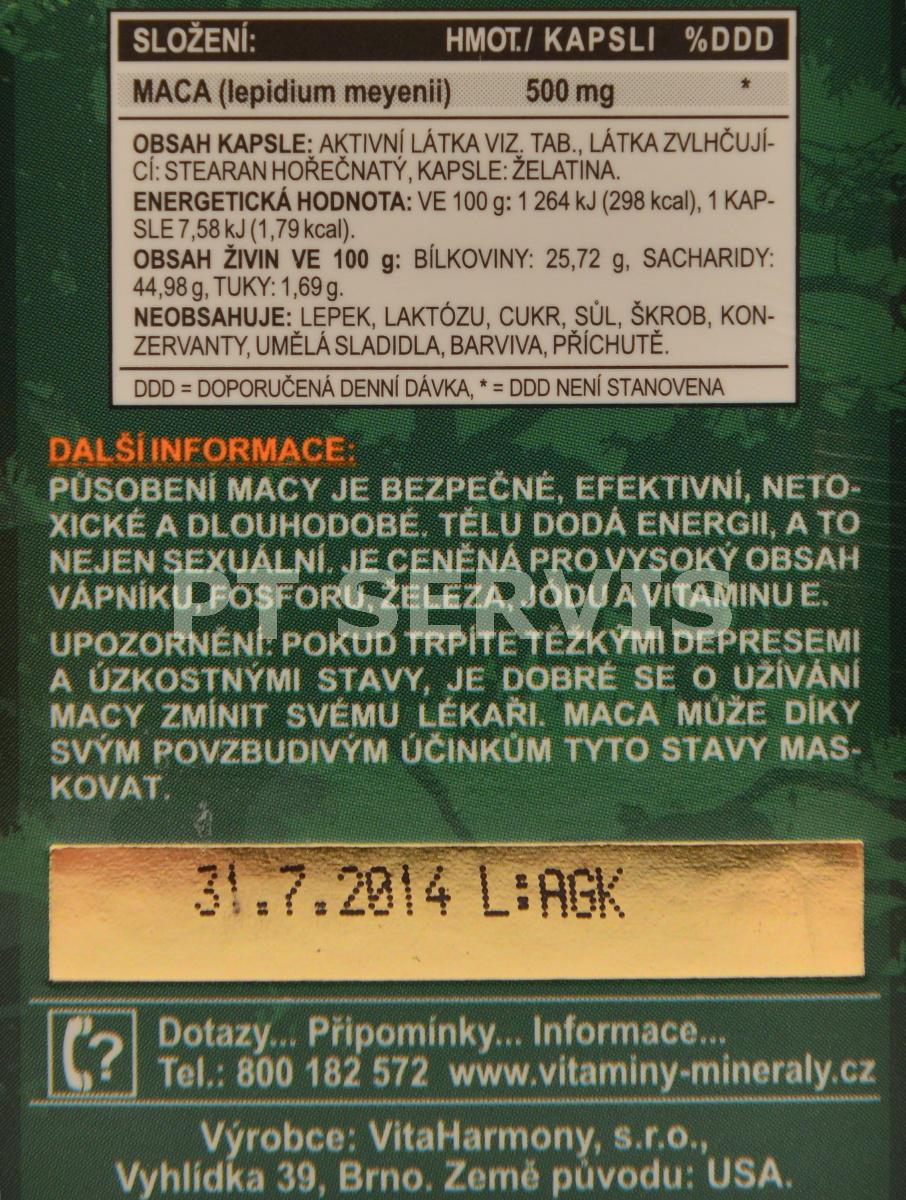 SLOŽENÍ: HMOT./ KAPSLI %DDD
MACA (lepidium meyenii) 500 mg *
OBSAH KAPSLE: AKTIVNÍ LÁTKA VIZ. TAB., LÁTKA ZVLHČUJÍ-
CÍ: STEARAN HOŘEČNATÝ, KAPSLE: ŽELATINA.
ENERGETICKÁ HODNOTA: VE 100 g: 1 264 kJ (298 kcal), 1 KAP-
SLE 7,58 kJ (1,79 kcal).
OBSAH ŽIVIN VE 100 g: BÍLKOVINY: 25,72 g, SACHARIDY:
44,98 g, TUKY: 1,69 g.
NEOBSAHUJE: LEPEK, LAKTÓZU, CUKR, SŮL, ŠKROB, KON-
ZERVANTY, UMĚLÁ SLADIDLA, BARVIVA, PŘÍCHUTĚ.
DDD = DOPORUČENÁ DENNÍ DÁVKA, * = DDD NENÍ STANOVENA
DALŠÍ INFORMACE:
PŮSOBENÍ MACY JE BEZPEČNÉ, EFEKTIVNÍ, NETO-
XICKÉ A DLOUHODOBÉ. TĚLU DODÁ ENERGII, A TO
NEJEN SEXUÁLNÍ. JE CENĚNÁ PRO VYSOKÝ OBSAH
VÁPNÍKU, FOSFORU, ŽELEZA, JÓDU A VITAMINU E.
PT SERVIS
UPOZORNĚNÍ: POKUD TRPÍTE TĚŽKÝMI DEPRESEMI
A ÚZKOSTNÝMI STAVY, JE DOBRÉ SE O UŽÍVÁNÍ
MACY ZMÍNIT SVÉMU LÉKAŘI. MACA MŮŽE DÍKY
SVÝM POVZBUDIVÝM ÚČINKŮM TYTO STAVY MAS-
KOVAT.
31.7.2014 L:AGK
Dotazy... Připomínky... Informace...
Tel.: 800 182 572 www.vitaminy-mineraly.cz
Výrobce: VitaHarmony, s.r.o.,
Vyhlídka 39, Brno. Země původu: USA.